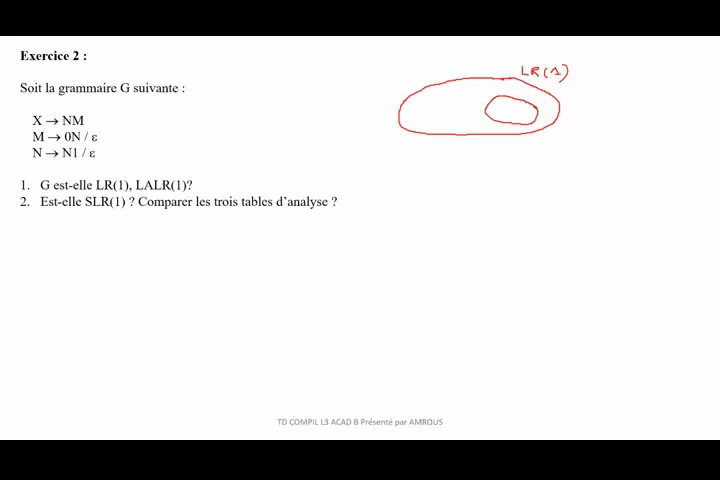 Exercice 2 :
LR(1)
Soit la grammaire G suivante :
X → NM
M → 0N / ε
N → N1 / ε
1. G est-elle LR(1), LALR(1)?
2. Est-elle SLR(1) ? Comparer les trois tables d’analyse ?
TD COMPIL L3 ACAD B Présenté par AMROUS